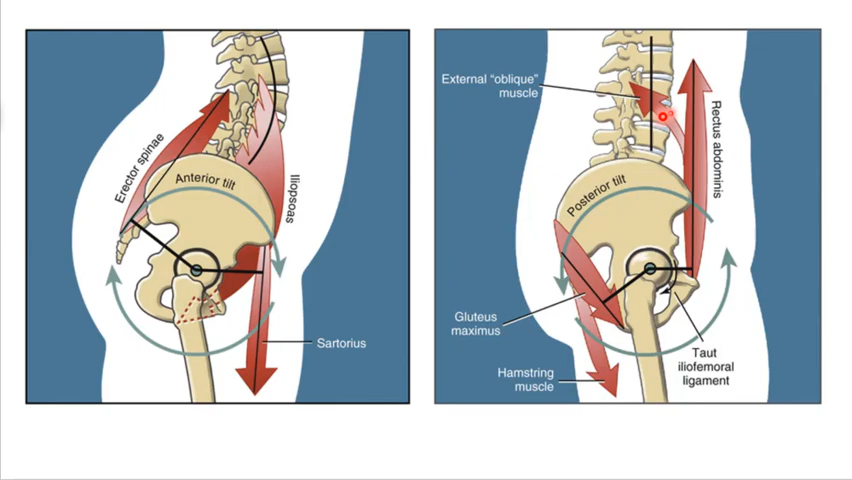 Erector spinae
Anterior tilt
Iliopsoas
Sartorius
External “oblique”
muscle
Rectus abdominis
Posterior tilt
Gluteus
maximus
Hamstring
muscle
Taut
iliofemoral
ligament